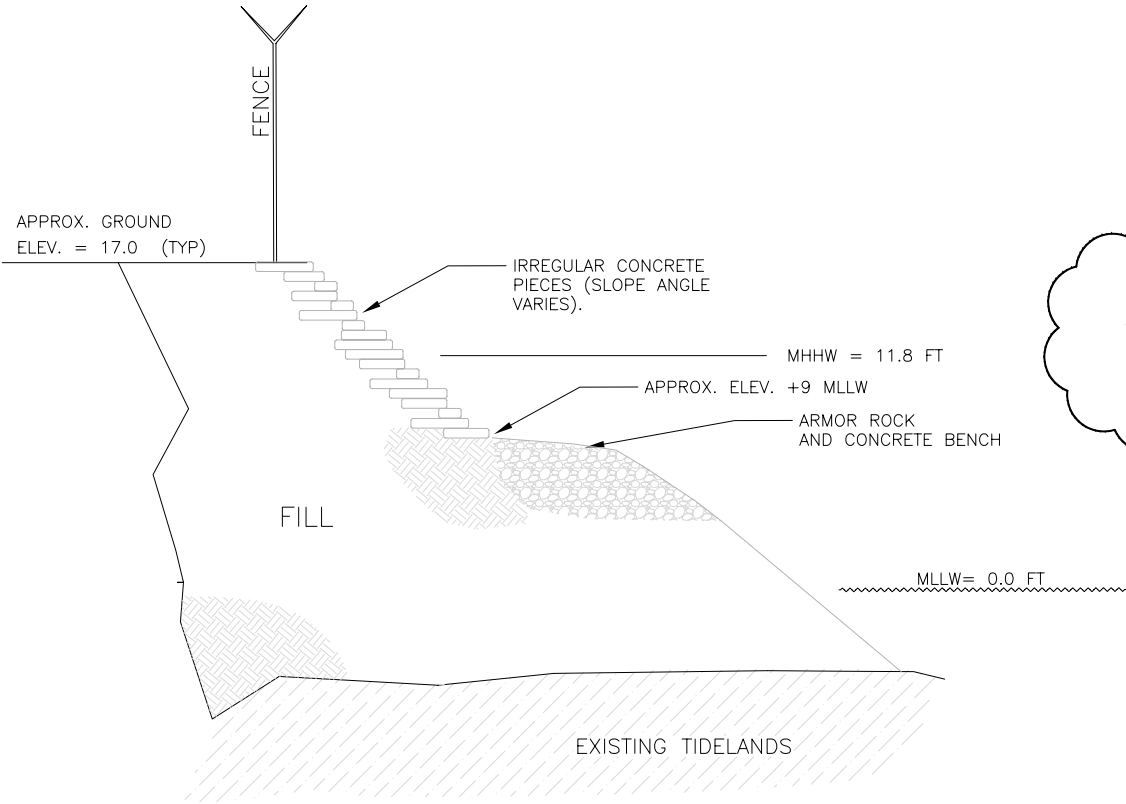 FENCE
APPROX. GROUND
ELEV. = 17.0 (TYP)
IRREGULAR CONCRETE
PIECES (SLOPE ANGLE
VARIES).
MHHW = 11.8 FT
APPROX. ELEV. +9 MLLW
ARMOR ROCK
AND CONCRETE BENCH
FILL
MLLW= 0.0 FT
EXISTING TIDELANDS